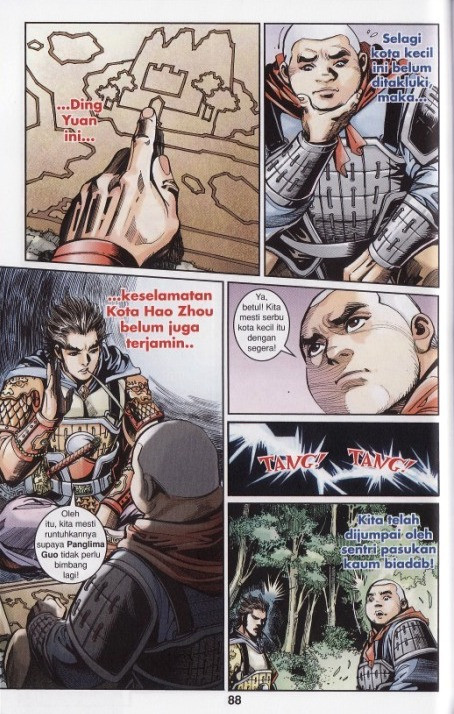 ...Ding
Yuan
ini...
Selagi
kota kecil
ini belum
ditakluki,
maka...
...keselamatan
Kota Hao Zhou
belum juga
terjamin..
Oleh
itu, kita mesti
runtuhkannya
supaya Panglima
Guo tidak perlu
bimbang
lagi!
Ya,
betul! Kita
mesti serbu
kota kecil itu
dengan
segera!
TANG! TANG!
Kita telah
dijumpai oleh
sentri pasukan
kaum biadab!
88